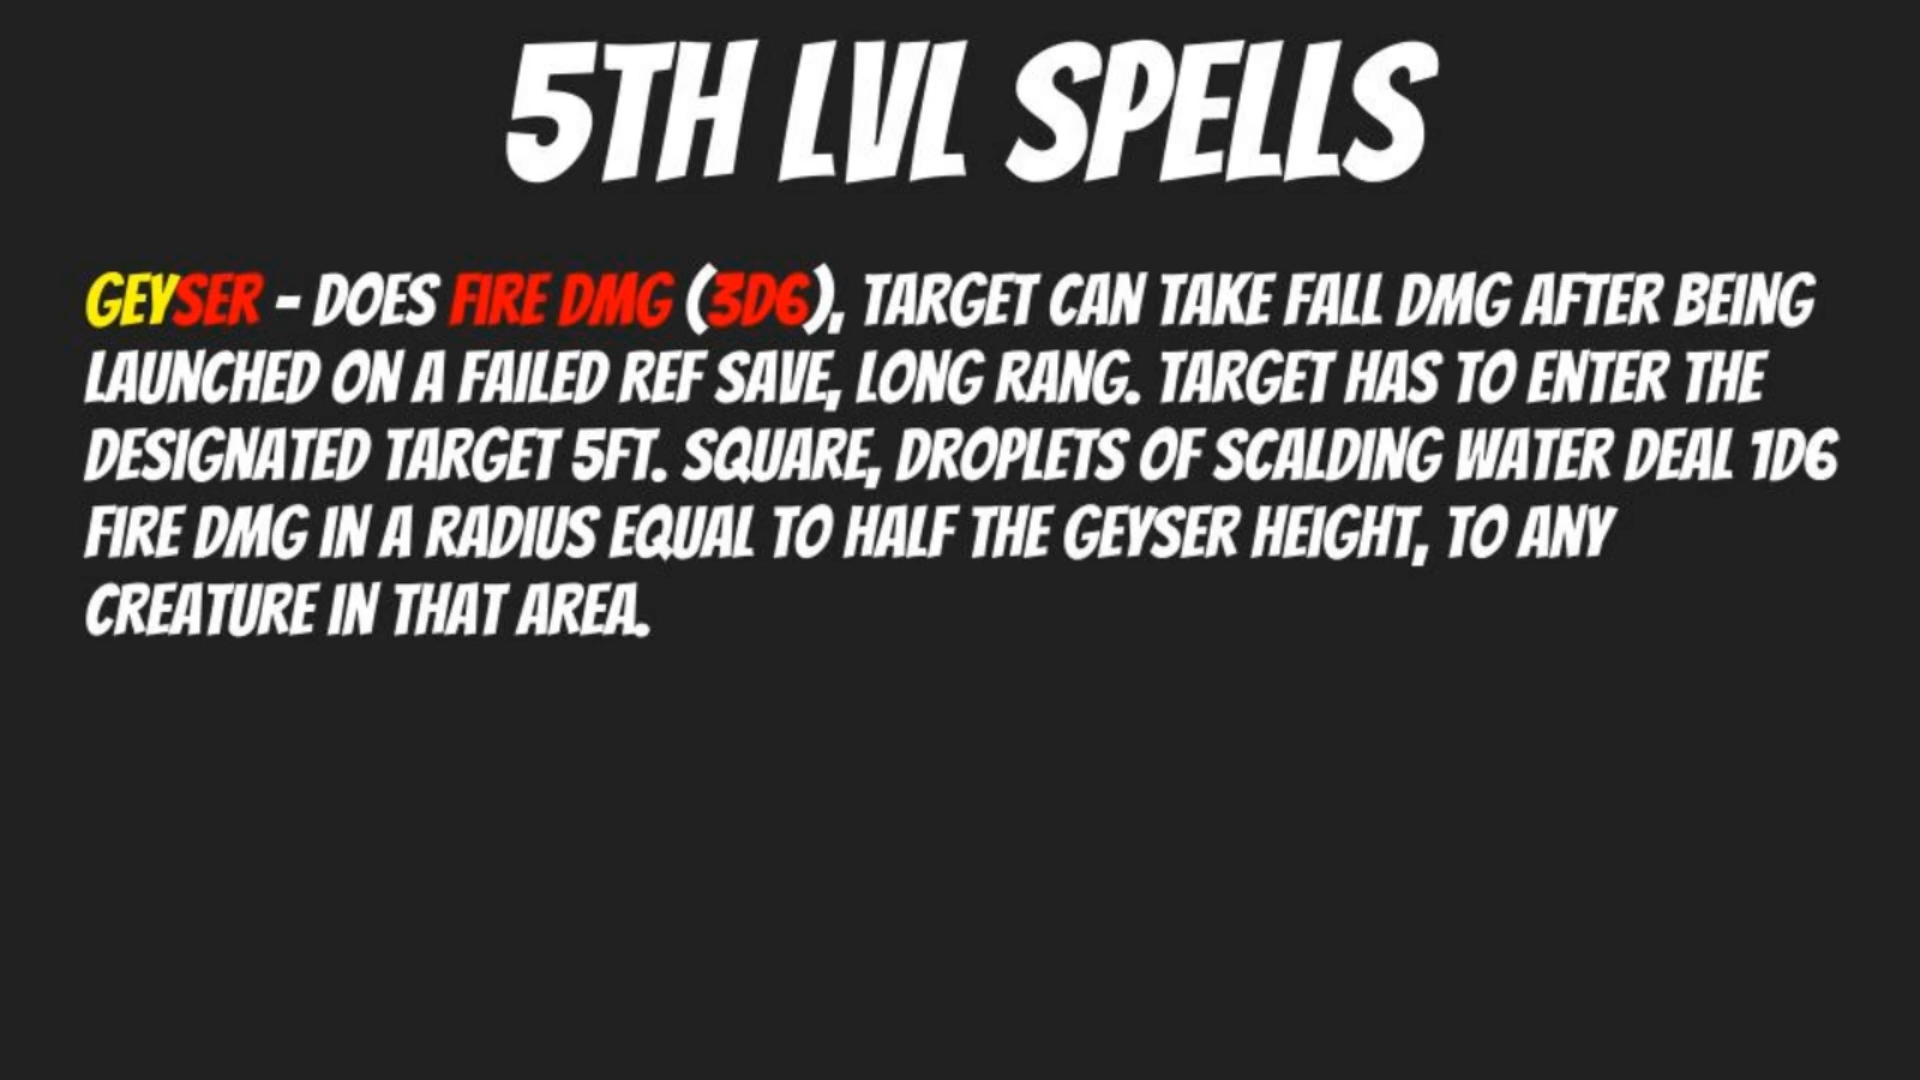 5TH LVL SPELLS
GEYSER - DOES FIRE DMG (3D6), TARGET CAN TAKE FALL DMG AFTER BEING
LAUNCHED ON A FAILED REF SAVE, LONG RANG. TARGET HAS TO ENTER THE
DESIGNATED TARGET 5FT. SQUARE, DROPLETS OF SCALDING WATER DEAL 1D6
FIRE DMG IN A RADIUS EQUAL TO HALF THE GEYSER HEIGHT, TO ANY
CREATURE IN THAT AREA.